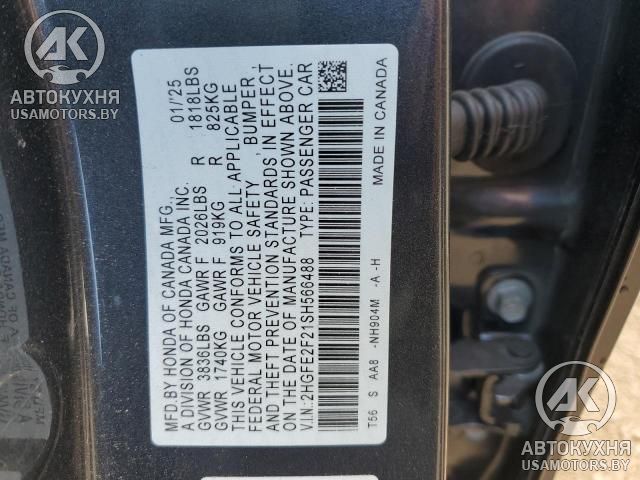 MFD.BY HONDA OF CANADA MFG., 01/'25
A DIVISION OF HONDA CANADA INC.
GVWR 3836LBS GAWR F 2026LBS R 1818LBS
GVWR 1740KG GAWR F 919KG R 825KG
THIS VEHICLE CONFORMS TO ALL APPLICABLE
FEDERAL MOTOR VEHICLE SAFETY , BUMPER ,
AND THEFT PREVENTION STANDARDS IN EFFECT
ON THE DATE OF MANUFACTURE SHOWN ABOVE.
V.I.N: 2HGFE2F21SH566488 TYPE: PASSENGER CAR
T56 S AA8 -NH904M -A -H MADE IN CANADA
AK
АВТОКУХНЯ
USAMOTORS.BY
AK
АВТОКУХНЯ
USAMOTORS.BY